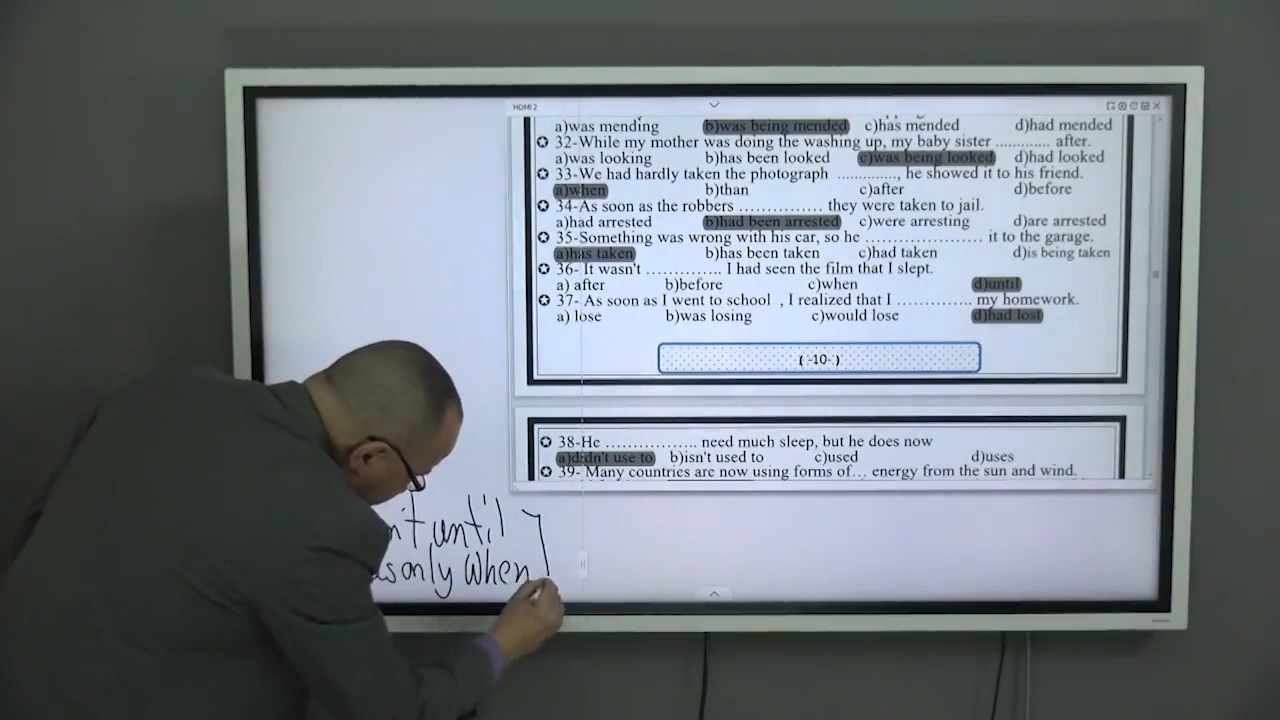 HDMI 2
a)was mending b)was being mended c)has mended d)had mended
32-While my mother was doing the washing up, my baby sister ............ after.
a)was looking b)has been looked c)was being looked d)had looked
33-We had hardly taken the photograph .............., he showed it to his friend.
a)when b)than c)after d)before
34-As soon as the robbers ............... they were taken to jail.
a)had arrested b)had been arrested c)were arresting d)are arrested
35-Something was wrong with his car, so he ..................... it to the garage.
a)has taken b)has been taken c)had taken d)is being taken
36- It wasn't .............. I had seen the film that I slept.
a) after b)before c)when d)until
37- As soon as I went to school , I realized that I .............. my homework.
a) lose b)was losing c)would lose d)had lost
( -10- )
38-He ................. need much sleep, but he does now
a)didn't use to b)isn't used to c)used d)uses
39- Many countries are now using forms of... energy from the sun and wind.
n't until
as only when